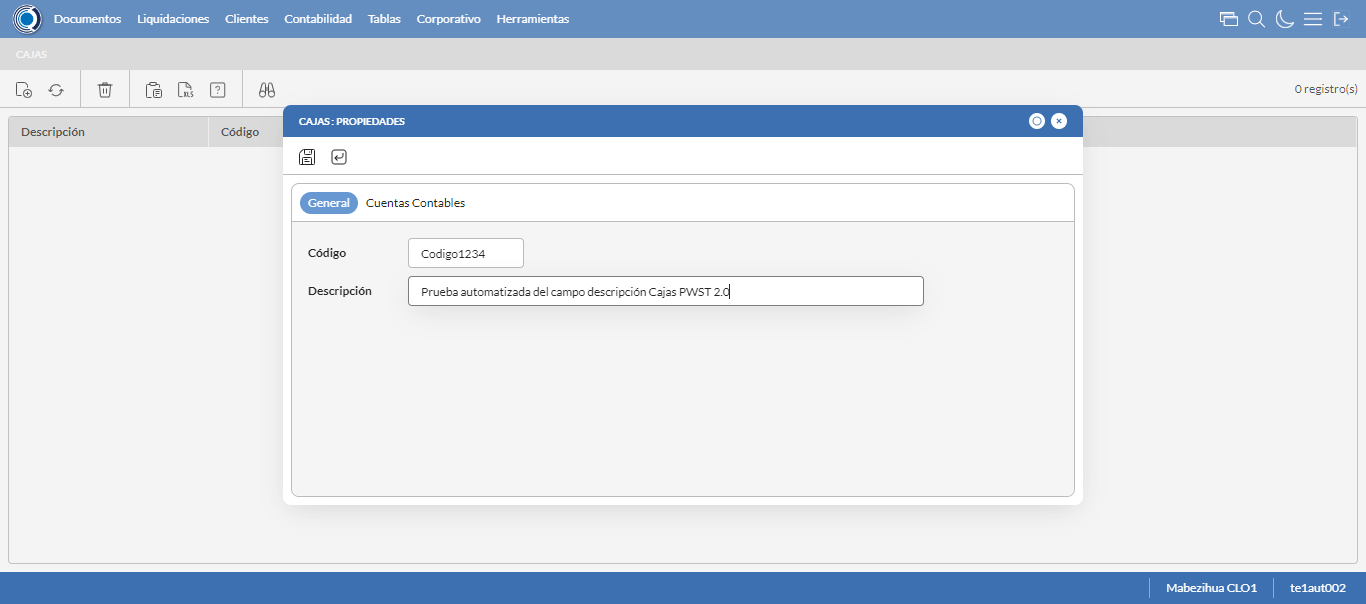 Documentos Liquidaciones Clientes Contabilidad Tablas Corporativo Herramientas
CAJAS
XLS ? 0 registro(s)
Descripción Código
CAJAS : PROPIEDADES
General Cuentas Contables
Código Codigo1234
Descripción Prueba automatizada del campo descripción Cajas PWST 2.0
Mabezihua CLO1 te1aut002